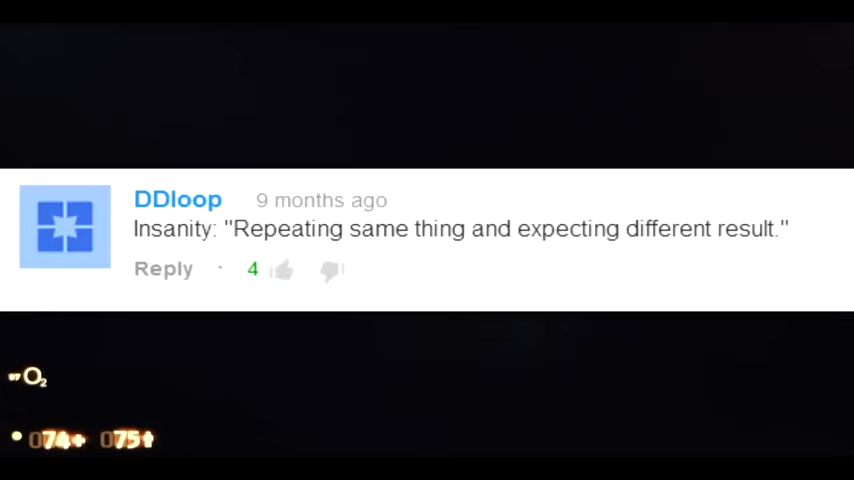 DDloop 9 months ago
Insanity: "Repeating same thing and expecting different result."
Reply · 4
O₂
074+ 075+